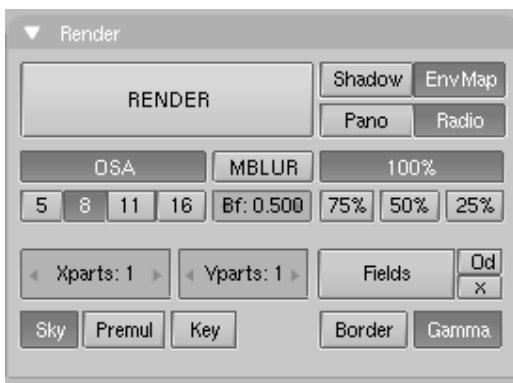 Render
RENDER
Shadow EnvMap
Pano Radio
OSA MBLUR 100%
5 8 11 16 Bf: 0.500 75% 50% 25%
Xparts: 1 Yparts: 1 Fields Od
X
Sky Premul Key Border Gamma